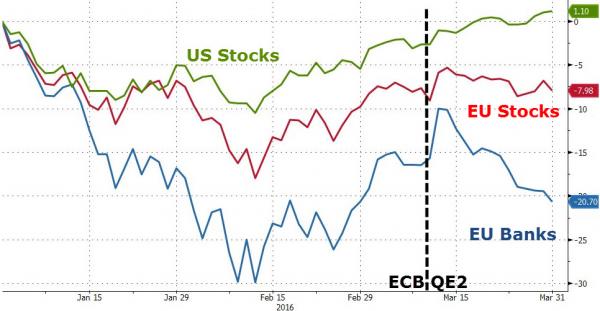 1.10
0
US Stocks
-5
-7.98
-10
EU Stocks
-15
-20
-20.70
EU Banks
-25
ECB QE2
-30
Jan 15 Jan 29 Feb 15 Feb 29 Mar 15 Mar 31
2016